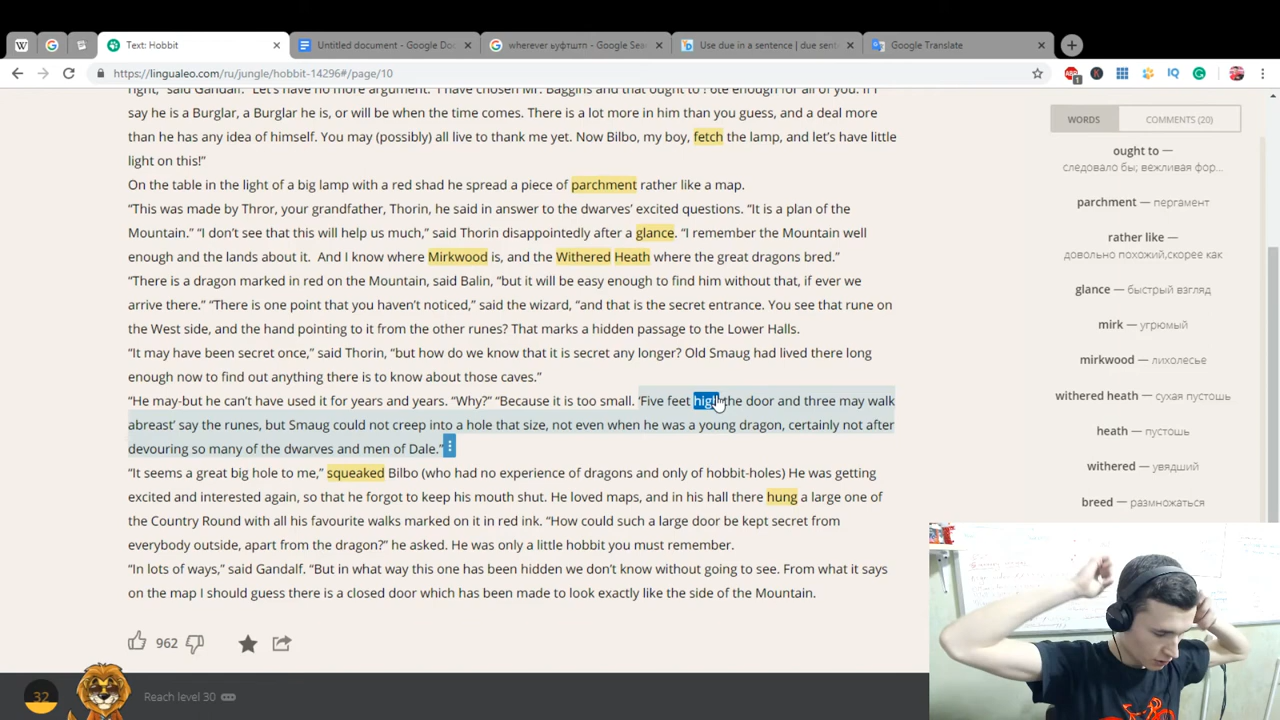 Text: Hobbit
Untitled document - Google Do
wherever ьуфтштп - Google Sea
Use due in a sentence | due sent
Google Translate
https://lingualeo.com/ru/jungle/hobbit-14296#/page/10
than he has any idea of himself. You may (possibly) all live to thank me yet. Now Bilbo, my boy, fetch the lamp, and let's have little
say he is a Burglar, a Burglar he is, or will be when the time comes. There is a lot more in him than you guess, and a deal more
light on this!”
On the table in the light of a big lamp with a red shad he spread a piece of parchment rather like a map.
“This was made by Thror, your grandfather, Thorin, he said in answer to the dwarves’ excited questions. “It is a plan of the
Mountain.” “I don’t see that this will help us much,” said Thorin disappointedly after a glance. “I remember the Mountain well
enough and the lands about it. And I know where Mirkwood is, and the Withered Heath where the great dragons bred.”
“There is a dragon marked in red on the Mountain, said Balin, “but it will be easy enough to find him without that, if ever we
arrive there.” “There is one point that you haven’t noticed,” said the wizard, “and that is the secret entrance. You see that rune on
the West side, and the hand pointing to it from the other runes? That marks a hidden passage to the Lower Halls.
“It may have been secret once,” said Thorin, “but how do we know that it is secret any longer? Old Smaug had lived there long
enough now to find out anything there is to know about those caves.”
“He may-but he can’t have used it for years and years. “Why?” “Because it is too small. ‘Five feet high the door and three may walk
abreast’ say the runes, but Smaug could not creep into a hole that size, not even when he was a young dragon, certainly not after
devouring so many of the dwarves and men of Dale.”
“It seems a great big hole to me,” squeaked Bilbo (who had no experience of dragons and only of hobbit-holes) He was getting
excited and interested again, so that he forgot to keep his mouth shut. He loved maps, and in his hall there hung a large one of
the Country Round with all his favourite walks marked on it in red ink. “How could such a large door be kept secret from
everybody outside, apart from the dragon?” he asked. He was only a little hobbit you must remember.
“In lots of ways,” said Gandalf. “But in what way this one has been hidden we don’t know without going to see. From what it says
on the map I should guess there is a closed door which has been made to look exactly like the side of the Mountain.
962
32
Reach level 30
WORDS
COMMENTS (20)
ought to —
следовало бы; вежливая фор...
parchment — пергамент
rather like —
довольно похожий,скорее как
glance — быстрый взгляд
mirk — угрюмый
mirkwood — лихолесье
withered heath — сухая пустошь
heath — пустошь
withered — увядший
breed — размножаться